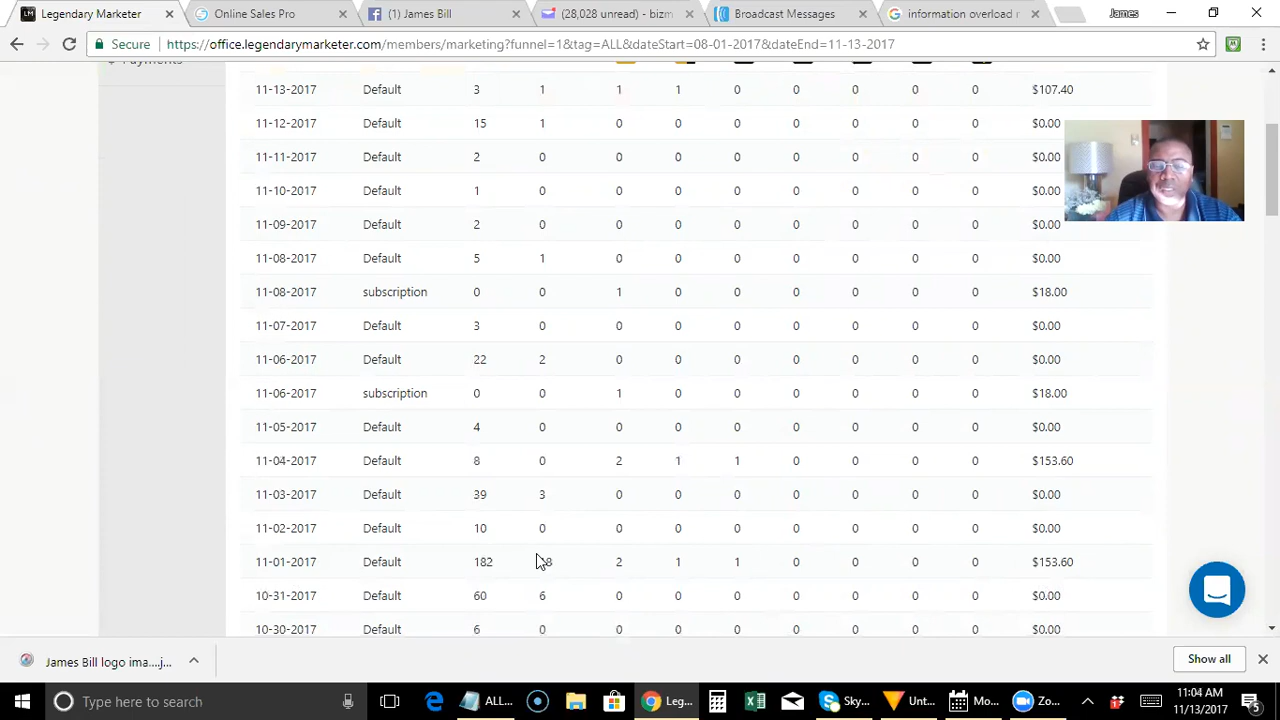 Legendary Marketer
Online Sales Pro
(1) James Bill
(28,028 unread) - bizm
Broadcast Messages
information overload r
James
Secure https://office.legendarymarketer.com/members/marketing?funnel=1&tag=ALL&dateStart=08-01-2017&dateEnd=11-13-2017
Payments
11-13-2017 Default 3 1 1 1 0 0 0 0 0 $107.40
11-12-2017 Default 15 1 0 0 0 0 0 0 0 $0.00
11-11-2017 Default 2 0 0 0 0 0 0 0 0 $0.00
11-10-2017 Default 1 0 0 0 0 0 0 0 0 $0.00
11-09-2017 Default 2 0 0 0 0 0 0 0 0 $0.00
11-08-2017 Default 5 1 0 0 0 0 0 0 0 $0.00
11-08-2017 subscription 0 0 1 0 0 0 0 0 0 $18.00
11-07-2017 Default 3 0 0 0 0 0 0 0 0 $0.00
11-06-2017 Default 22 2 0 0 0 0 0 0 0 $0.00
11-06-2017 subscription 0 0 1 0 0 0 0 0 0 $18.00
11-05-2017 Default 4 0 0 0 0 0 0 0 0 $0.00
11-04-2017 Default 8 0 2 1 1 0 0 0 0 $153.60
11-03-2017 Default 39 3 0 0 0 0 0 0 0 $0.00
11-02-2017 Default 10 0 0 0 0 0 0 0 0 $0.00
11-01-2017 Default 182 2 1 1 0 0 0 0 $153.60
10-31-2017 Default 60 6 0 0 0 0 0 0 0 $0.00
10-30-2017 Default 6 0 0 0 0 0 0 0 0 $0.00
James Bill logo ima....j...
Show all
Type here to search
ALL...
Leg...
Sky...
Unt...
Mo...
Zo...
11:04 AM
11/13/2017
5